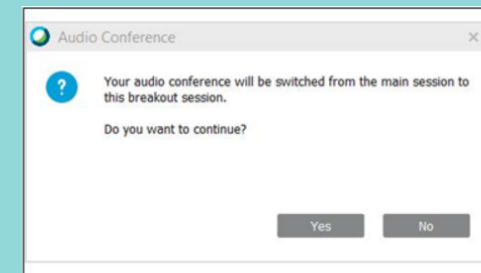 Audio Conference
Your audio conference will be switched from the main session to
this breakout session.
Do you want to continue?
Yes No